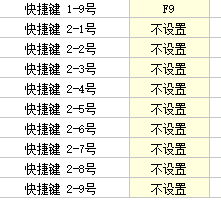 快捷键 1-9号 F9
快捷键 2-1号 不设置
快捷键 2-2号 不设置
快捷键 2-3号 不设置
快捷键 2-4号 不设置
快捷键 2-5号 不设置
快捷键 2-6号 不设置
快捷键 2-7号 不设置
快捷键 2-8号 不设置
快捷键 2-9号 不设置